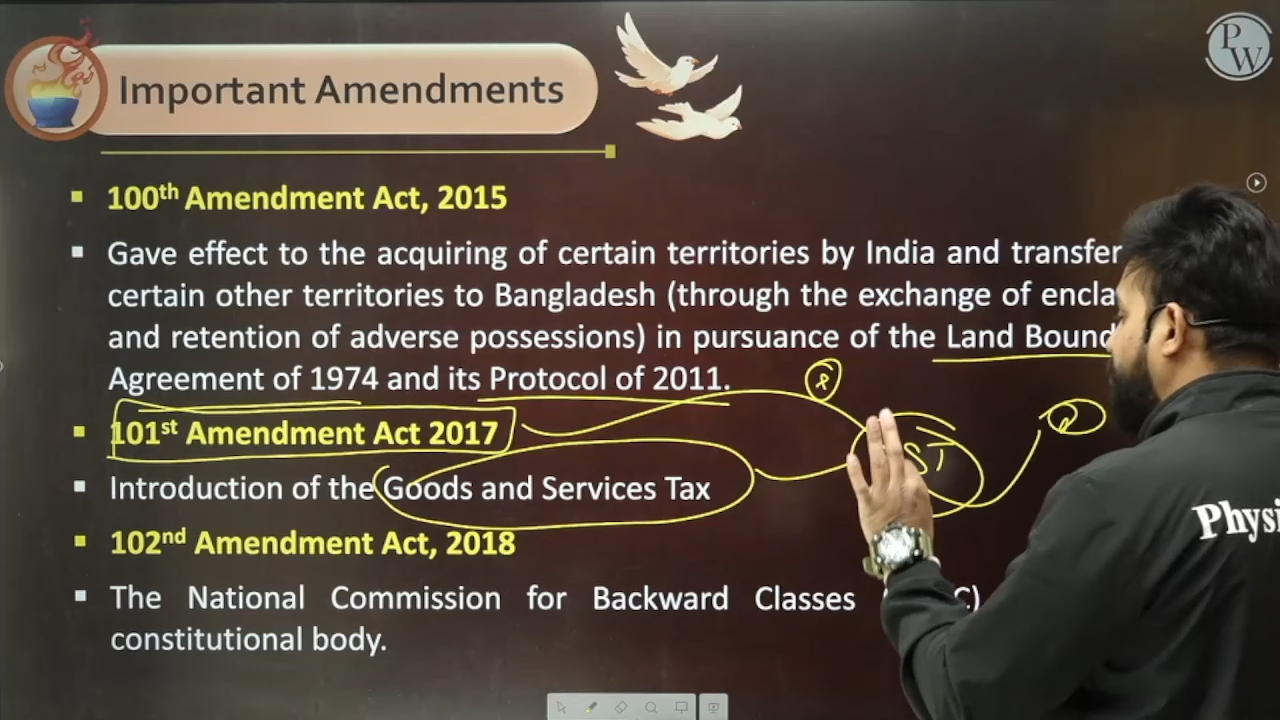 PW
Important Amendments
100th Amendment Act, 2015
Gave effect to the acquiring of certain territories by India and transfer
certain other territories to Bangladesh (through the exchange of encla
and retention of adverse possessions) in pursuance of the Land Bound
Agreement of 1974 and its Protocol of 2011.
101st Amendment Act 2017
Introduction of the Goods and Services Tax
ST
102nd Amendment Act, 2018
Physi
The National Commission for Backward Classes C)
constitutional body.